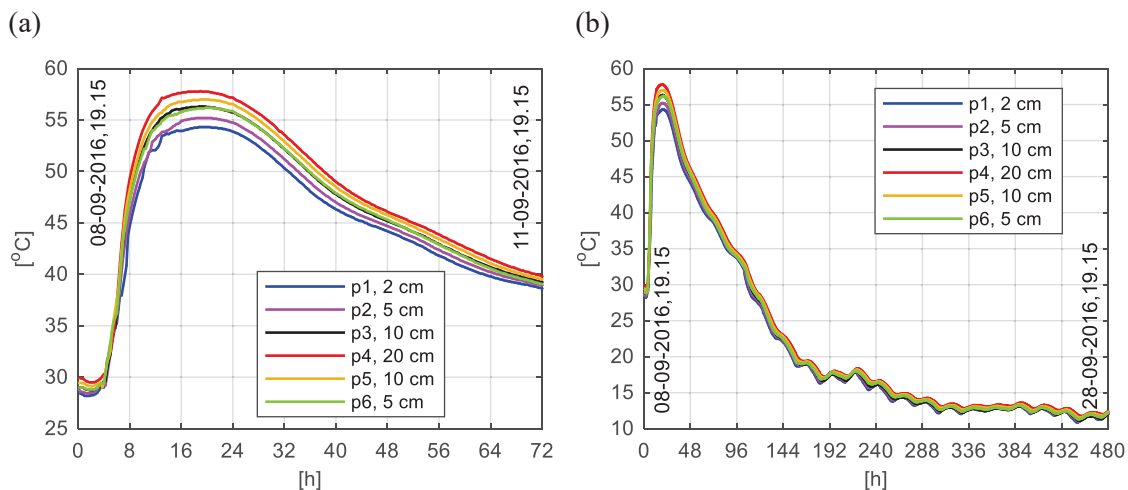 (a)
60
55
50
45
40
35
30
25
[°C]
0 8 16 24 32 40 48 56 64 72
[h]
08-09-2016,19.15
11-09-2016,19.15
p1, 2 cm
p2, 5 cm
p3, 10 cm
p4, 20 cm
p5, 10 cm
p6, 5 cm
(b)
60
55
50
45
40
35
30
25
20
15
10
[°C]
0 48 96 144 192 240 288 336 384 432 480
[h]
08-09-2016,19.15
28-09-2016,19.15
p1, 2 cm
p2, 5 cm
p3, 10 cm
p4, 20 cm
p5, 10 cm
p6, 5 cm